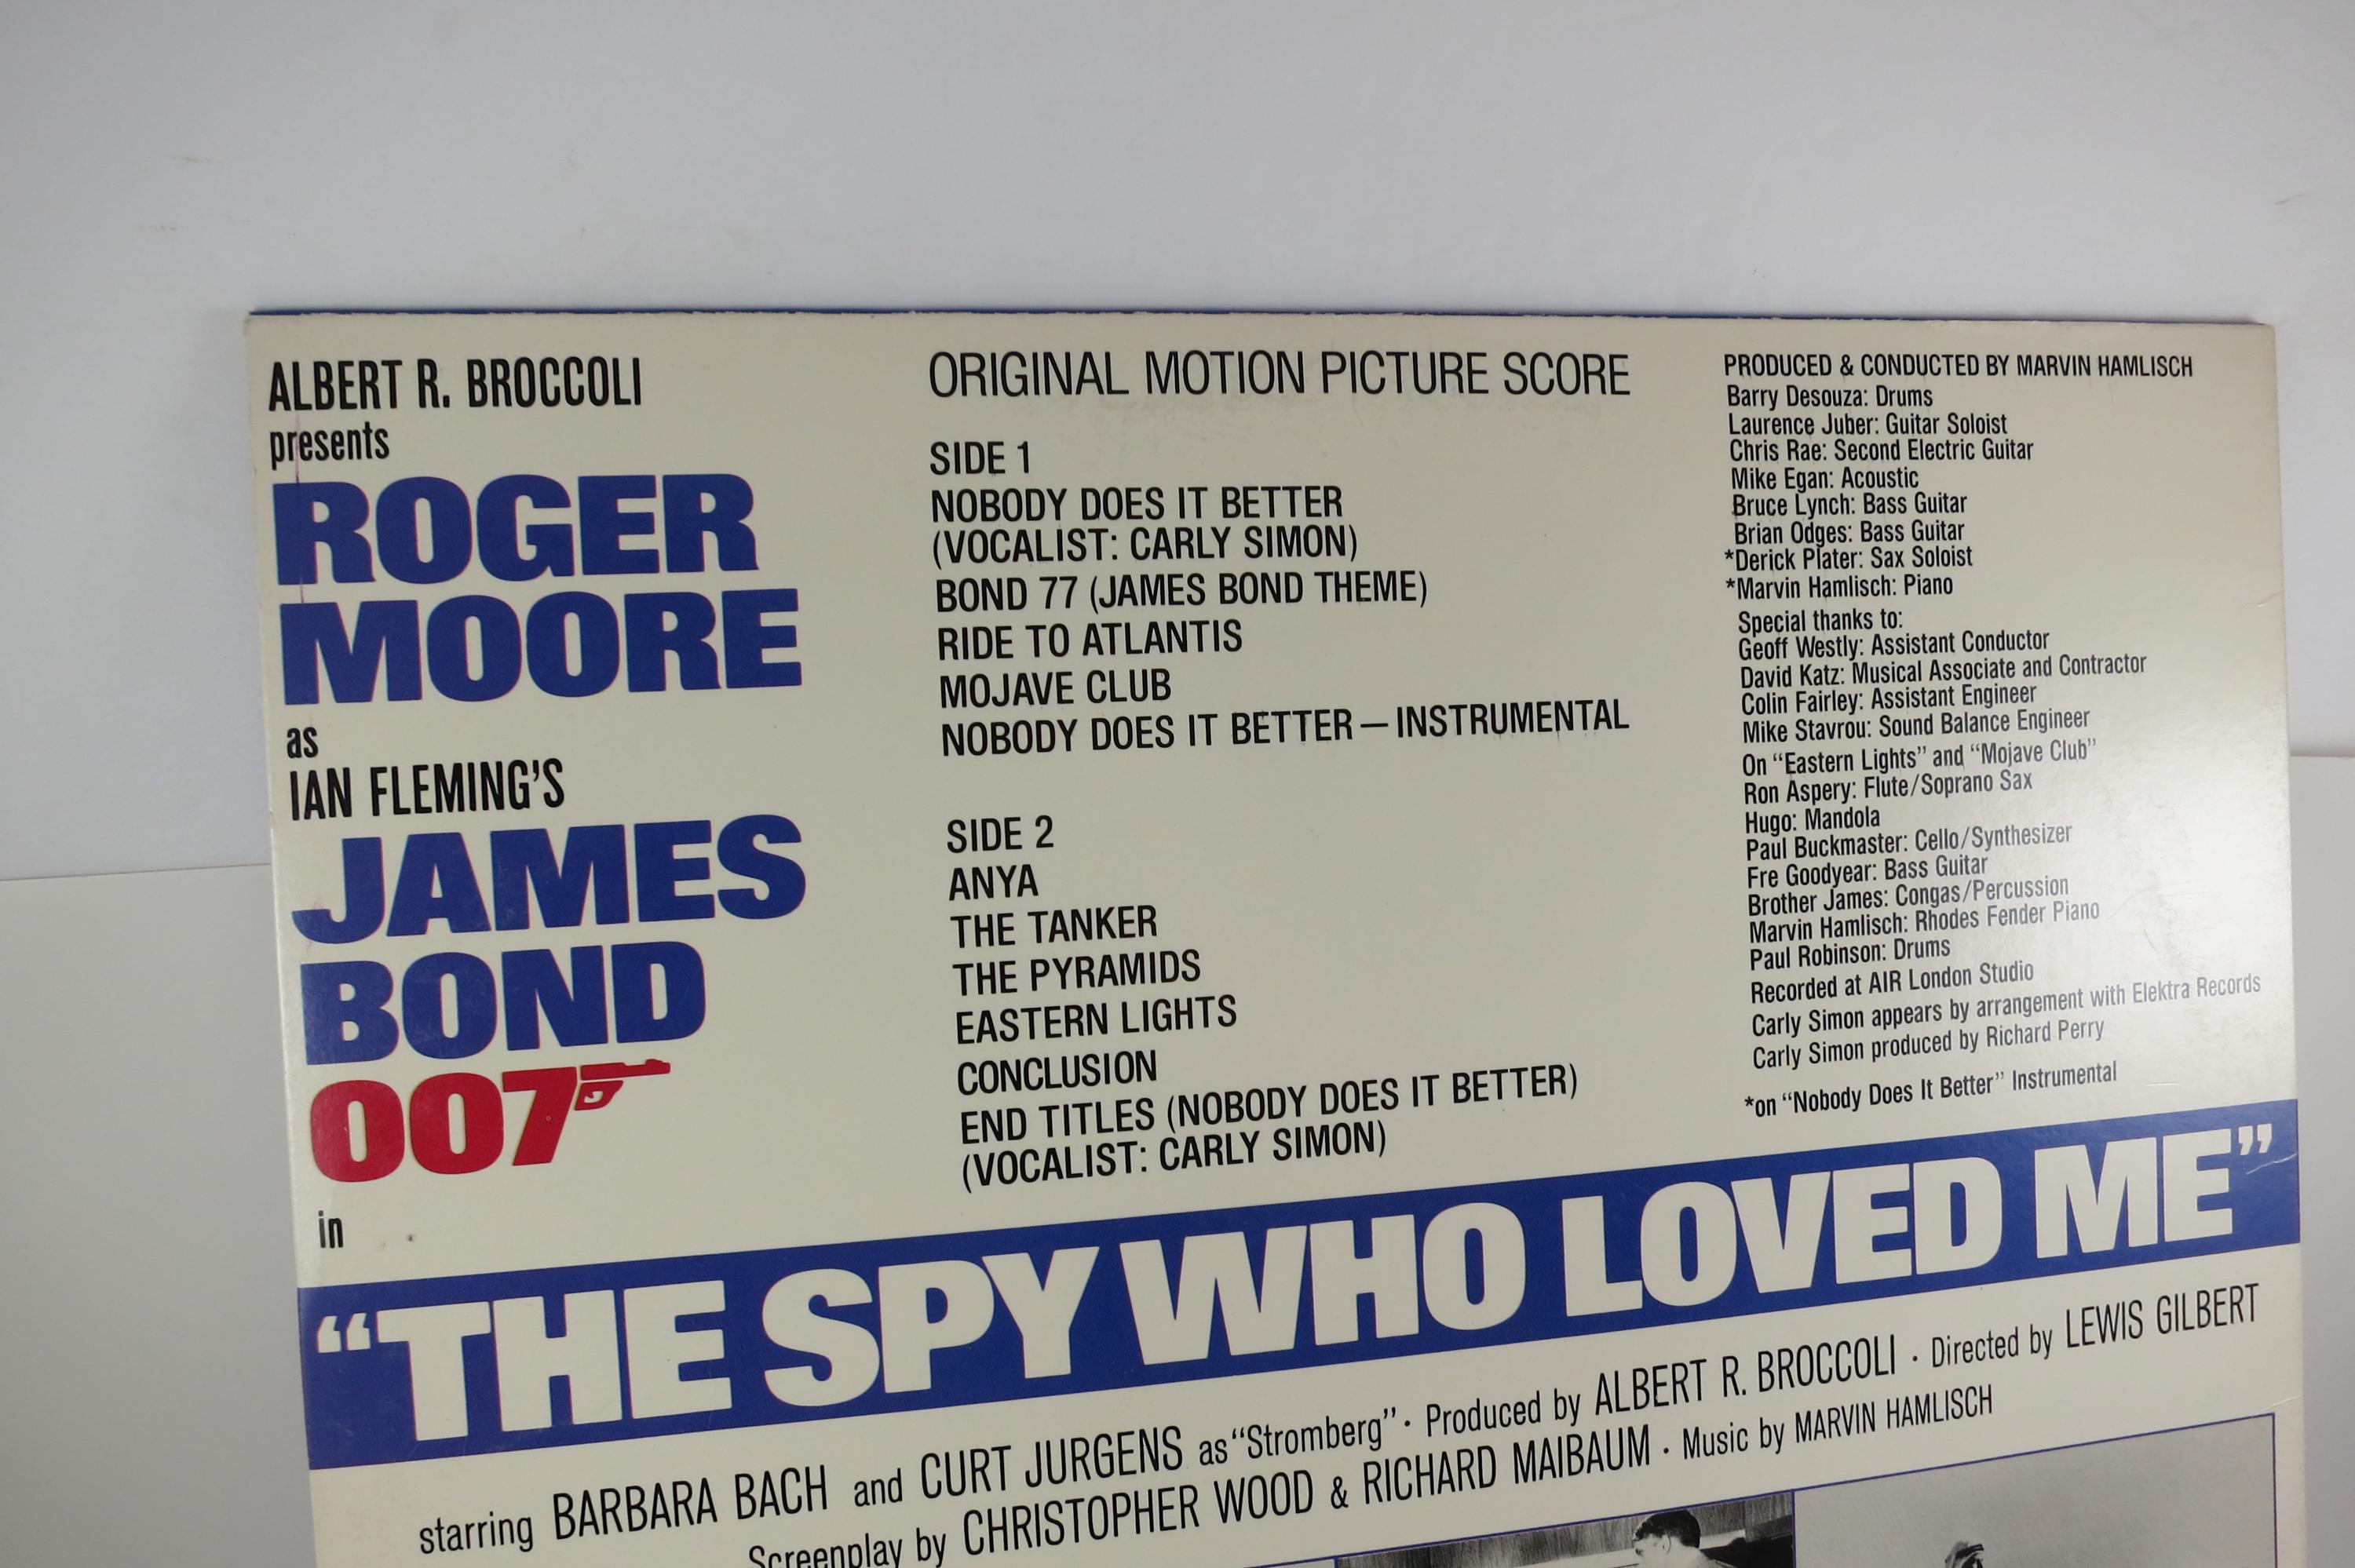 ALBERT R. BROCCOLI
presents
ROGER
MOORE
as
IAN FLEMING'S
JAMES
BOND
007
in
ORIGINAL MOTION PICTURE SCORE
SIDE 1
NOBODY DOES IT BETTER
(VOCALIST: CARLY SIMON)
BOND 77 (JAMES BOND THEME)
RIDE TO ATLANTIS
MOJAVE CLUB
NOBODY DOES IT BETTER — INSTRUMENTAL
SIDE 2
ANYA
THE TANKER
THE PYRAMIDS
EASTERN LIGHTS
CONCLUSION
END TITLES (NOBODY DOES IT BETTER)
(VOCALIST: CARLY SIMON)
PRODUCED & CONDUCTED BY MARVIN HAMLISCH
Barry Desouza: Drums
Laurence Juber: Guitar Soloist
Chris Rae: Second Electric Guitar
Mike Egan: Acoustic
Bruce Lynch: Bass Guitar
Brian Odges: Bass Guitar
*Derick Plater: Sax Soloist
*Marvin Hamlisch: Piano
Special thanks to:
Geoff Westly: Assistant Conductor
David Katz: Musical Associate and Contractor
Colin Fairley: Assistant Engineer
Mike Stavrou: Sound Balance Engineer
On "Eastern Lights" and "Mojave Club"
Ron Aspery: Flute/Soprano Sax
Hugo: Mandola
Paul Buckmaster: Cello/Synthesizer
Fre Goodyear: Bass Guitar
Brother James: Congas/Percussion
Marvin Hamlisch: Rhodes Fender Piano
Paul Robinson: Drums
Recorded at AIR London Studio
Carly Simon appears by arrangement with Elektra Records
Carly Simon produced by Richard Perry
*on "Nobody Does It Better" Instrumental
"THE SPY WHO LOVED ME"
starring BARBARA BACH and CURT JURGENS as "Stromberg" · Produced by ALBERT R. BROCCOLI · Directed by LEWIS GILBERT
Screenplay by CHRISTOPHER WOOD & RICHARD MAIBAUM · Music by MARVIN HAMLISCH